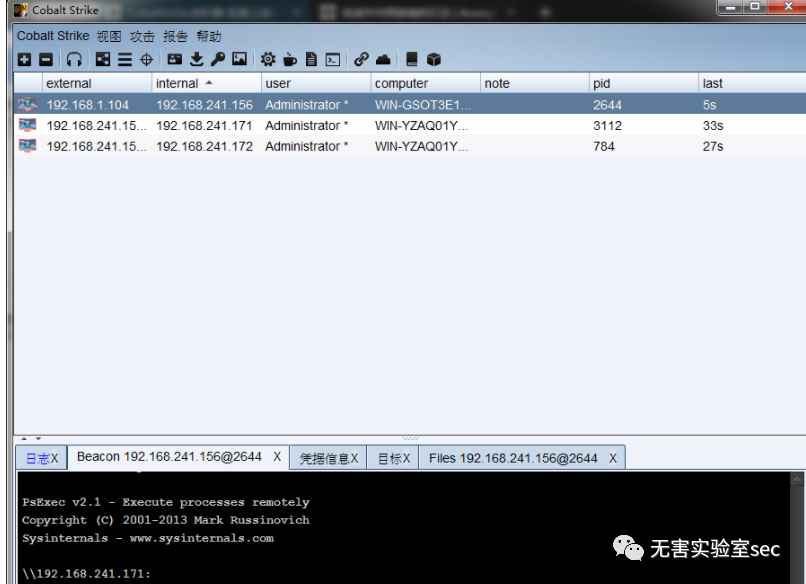 Cobalt Strike
Cobalt Strike 视图 攻击 报告 帮助
external internal user computer note pid last
192.168.1.104 192.168.241.156 Administrator * WIN-GSOT3E1... 2644 5s
192.168.241.15... 192.168.241.171 Administrator * WIN-YZAQ01Y... 3112 33s
192.168.241.15... 192.168.241.172 Administrator * WIN-YZAQ01Y... 784 27s
日志X Beacon 192.168.241.156@2644 X 凭据信息X 目标X Files 192.168.241.156@2644 X
PsExec v2.1 - Execute processes remotely
Copyright (C) 2001-2013 Mark Russinovich
Sysinternals - www.sysinternals.com
无害实验室sec
\\192.168.241.171: